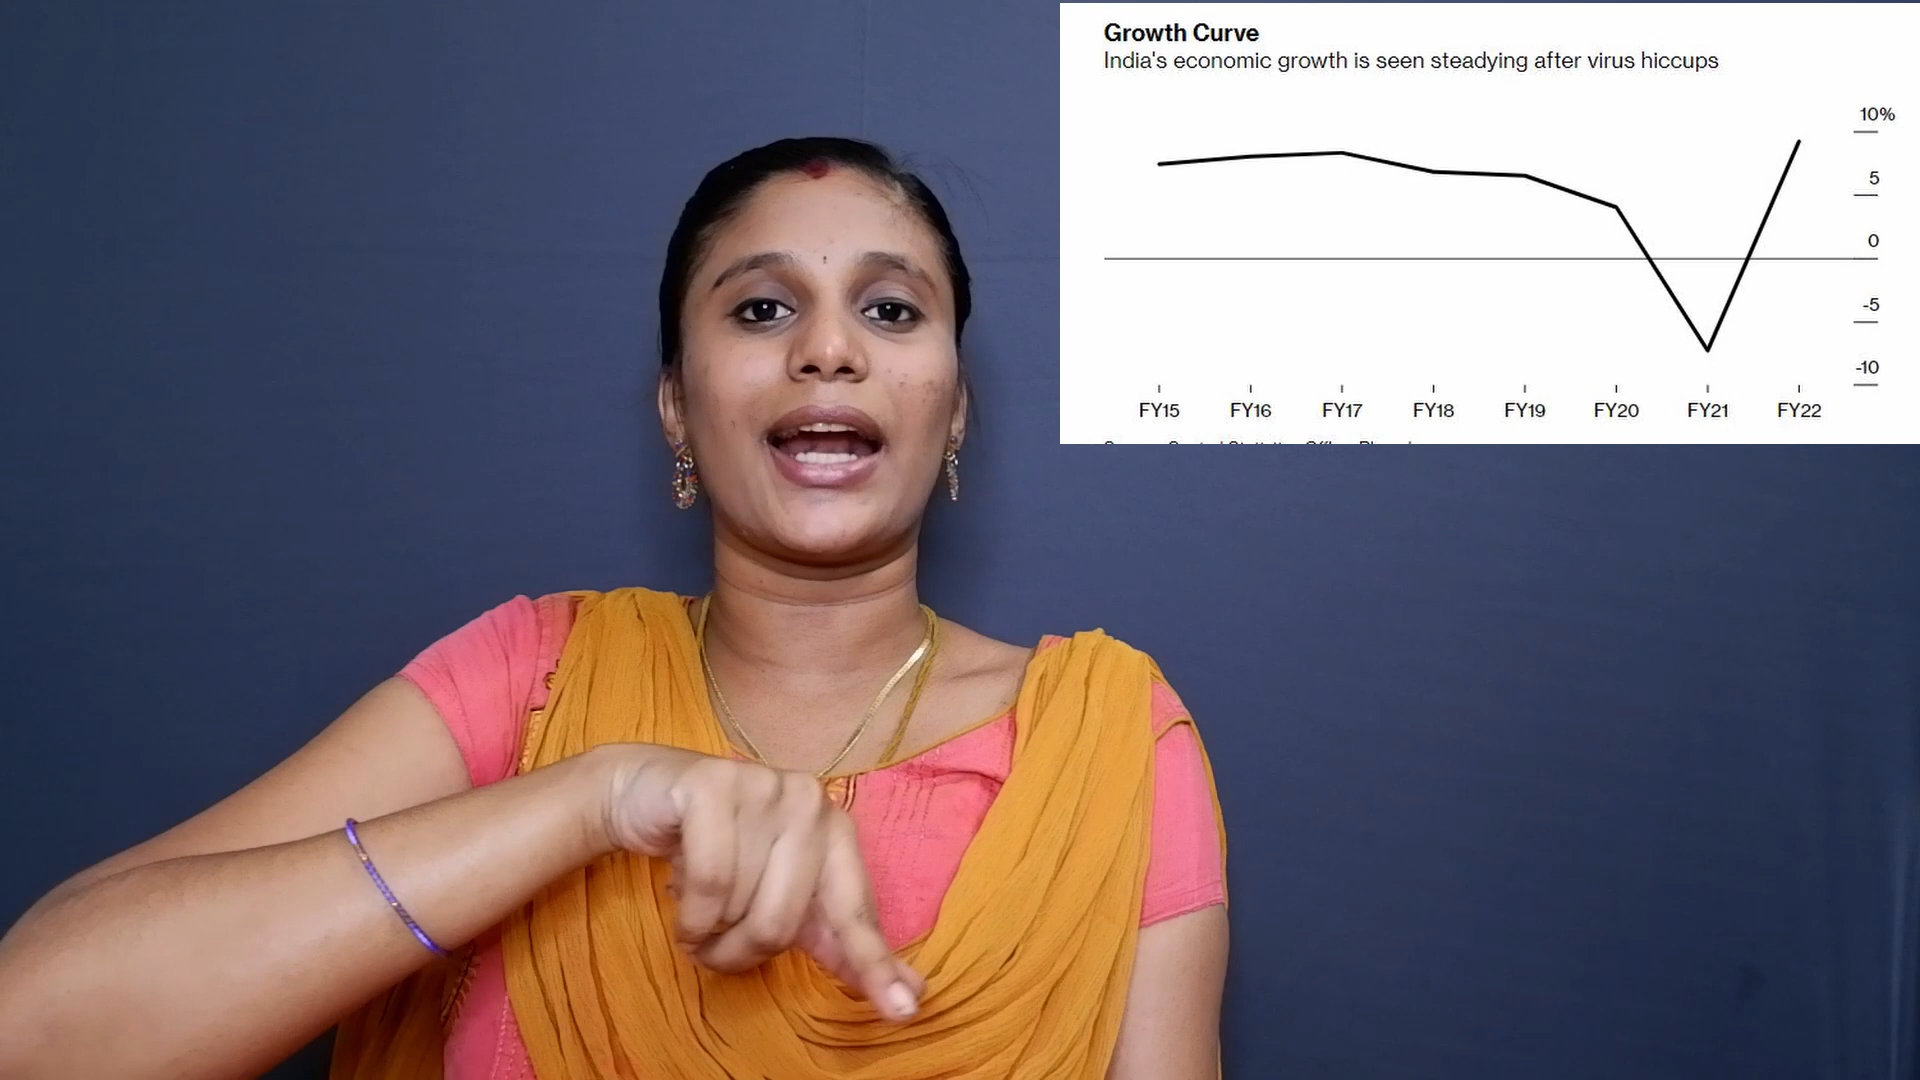 Growth Curve
India's economic growth is seen steadying after virus hiccups
10%
5
0
-5
-10
FY15 FY16 FY17 FY18 FY19 FY20 FY21 FY22